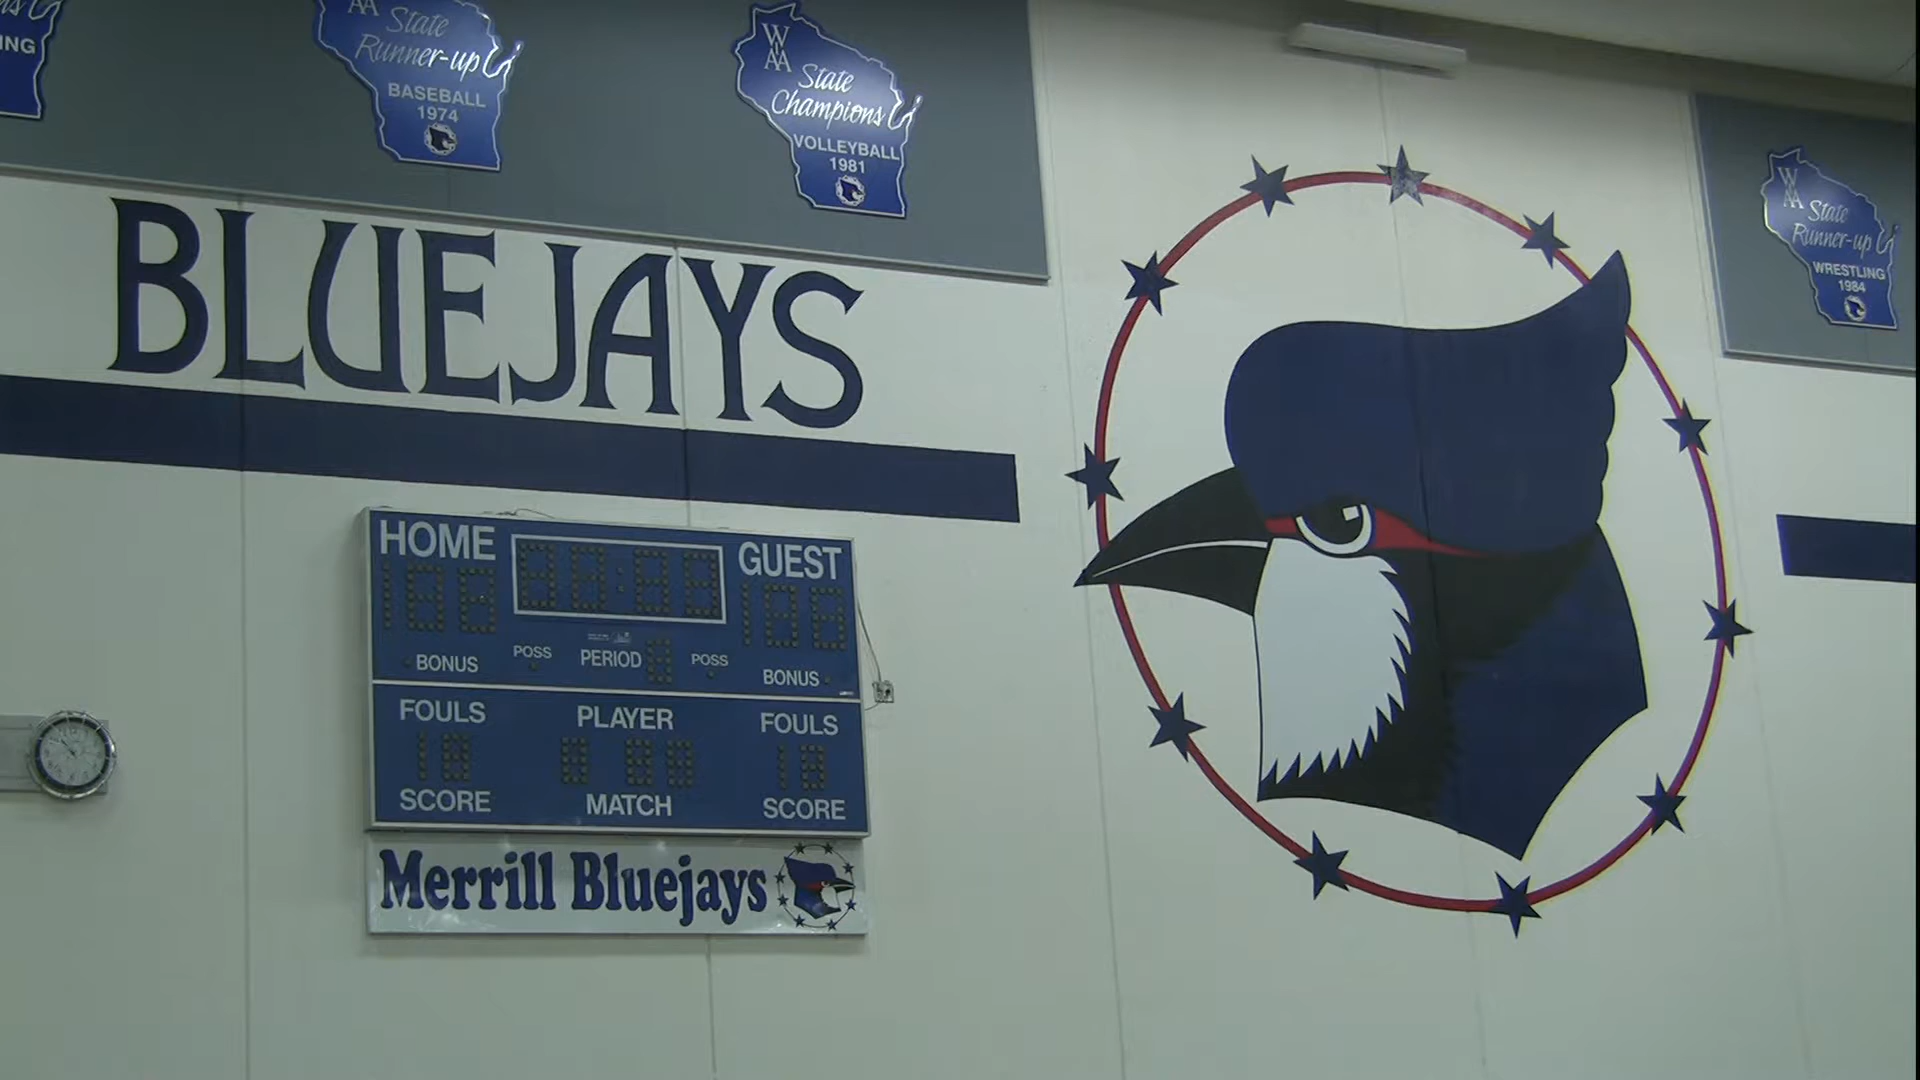 ING
WIAA
State
Runner-up
BASEBALL
1974
WIAA
State
Champions
VOLLEYBALL
1981
WIAA
State
Runner-up
WRESTLING
1984
BLUEJAYS
HOME
GUEST
BONUS
POSS
PERIOD
POSS
BONUS
FOULS
PLAYER
FOULS
SCORE
MATCH
SCORE
Merrill Bluejays